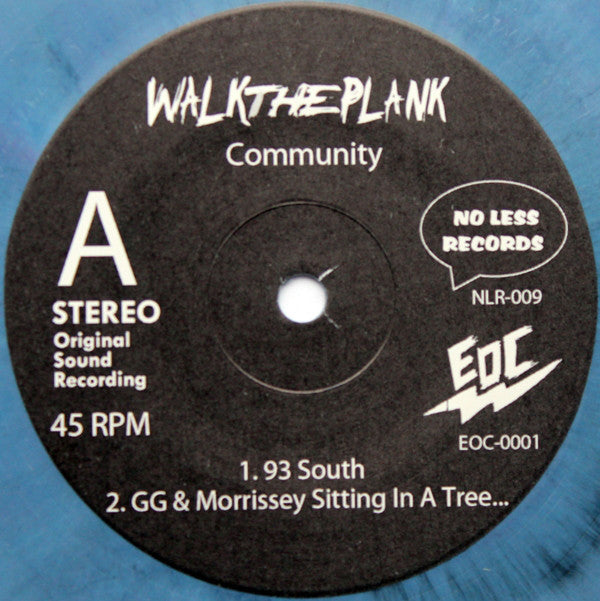 WALKTHEPLANK
Community
A
STEREO
Original
Sound
Recording
45 RPM
NO LESS
RECORDS
NLR-009
EOC
EOC-0001
1. 93 South
2. GG & Morrissey Sitting In A Tree...